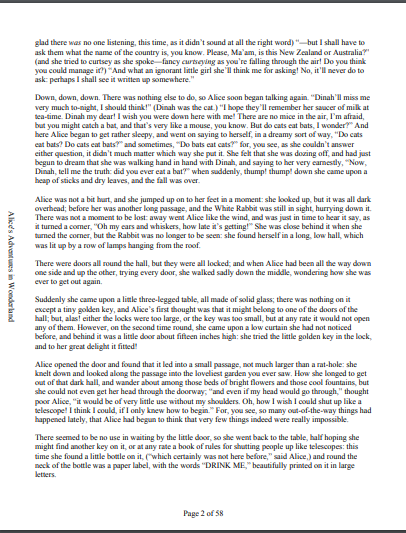 glad there was no one listening, this time, as it didn't sound at all the right word) “—but I shall have to
ask them what the name of the country is, you know. Please, Ma'am, is this New Zealand or Australia?”
(and she tried to curtsey as she spoke—fancy curtseying as you're falling through the air! Do you think
you could manage it?) “And what an ignorant little girl she'll think me for asking! No, it'll never do to
ask: perhaps I shall see it written up somewhere.”
Down, down, down. There was nothing else to do, so Alice soon began talking again. “Dinah'll miss me
very much to-night, I should think!” (Dinah was the cat.) “I hope they'll remember her saucer of milk at
tea-time. Dinah my dear! I wish you were down here with me! There are no mice in the air, I'm afraid,
but you might catch a bat, and that's very like a mouse, you know. But do cats eat bats, I wonder?” And
here Alice began to get rather sleepy, and went on saying to herself, in a dreamy sort of way, “Do cats
eat bats? Do cats eat bats?” and sometimes, “Do bats eat cats?” for, you see, as she couldn't answer
either question, it didn't much matter which way she put it. She felt that she was dozing off, and had just
begun to dream that she was walking hand in hand with Dinah, and saying to her very earnestly, “Now,
Dinah, tell me the truth: did you ever eat a bat?” when suddenly, thump! thump! down she came upon a
heap of sticks and dry leaves, and the fall was over.
Alice was not a bit hurt, and she jumped up on to her feet in a moment: she looked up, but it was all dark
overhead; before her was another long passage, and the White Rabbit was still in sight, hurrying down it.
There was not a moment to be lost: away went Alice like the wind, and was just in time to hear it say, as
it turned a corner, “Oh my ears and whiskers, how late it's getting!” She was close behind it when she
turned the corner, but the Rabbit was no longer to be seen: she found herself in a long, low hall, which
was lit up by a row of lamps hanging from the roof.
There were doors all round the hall, but they were all locked; and when Alice had been all the way down
one side and up the other, trying every door, she walked sadly down the middle, wondering how she was
ever to get out again.
Suddenly she came upon a little three-legged table, all made of solid glass; there was nothing on it
except a tiny golden key, and Alice's first thought was that it might belong to one of the doors of the
hall; but, alas! either the locks were too large, or the key was too small, but at any rate it would not open
any of them. However, on the second time round, she came upon a low curtain she had not noticed
before, and behind it was a little door about fifteen inches high: she tried the little golden key in the lock,
and to her great delight it fitted!
Alice opened the door and found that it led into a small passage, not much larger than a rat-hole: she
knelt down and looked along the passage into the loveliest garden you ever saw. How she longed to get
out of that dark hall, and wander about among those beds of bright flowers and those cool fountains, but
she could not even get her head through the doorway; “and even if my head would go through,” thought
poor Alice, “it would be of very little use without my shoulders. Oh, how I wish I could shut up like a
telescope! I think I could, if I only knew how to begin.” For, you see, so many out-of-the-way things had
happened lately, that Alice had begun to think that very few things indeed were really impossible.
There seemed to be no use in waiting by the little door, so she went back to the table, half hoping she
might find another key on it, or at any rate a book of rules for shutting people up like telescopes: this
time she found a little bottle on it, (“which certainly was not here before,” said Alice,) and round the
neck of the bottle was a paper label, with the words “DRINK ME,” beautifully printed on it in large
letters.
Alice's Adventures in Wonderland
Page 2 of 58